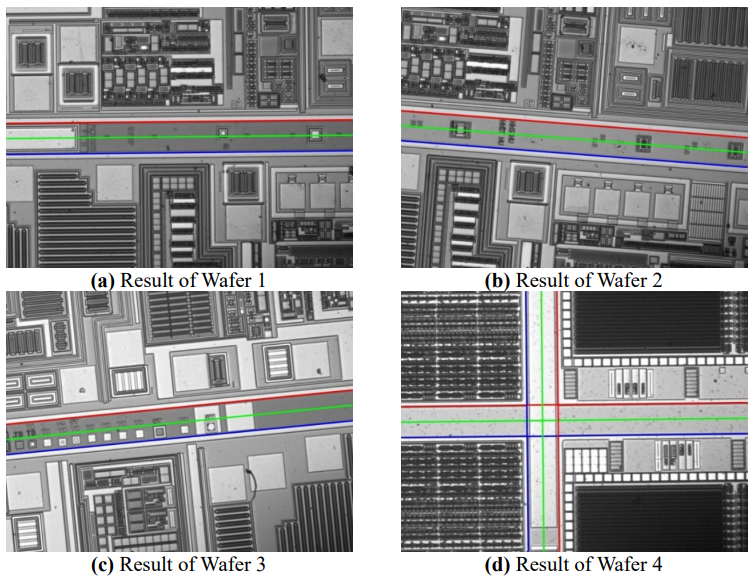 (a) Result of Wafer 1
(b) Result of Wafer 2
(c) Result of Wafer 3
(d) Result of Wafer 4